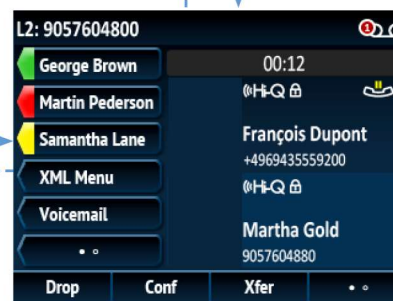 L2: 9057604800
1
George Brown
00:12
Martin Pederson
Hi-Q
Samantha Lane
François Dupont
+4969435559200
XML Menu
Hi-Q
Voicemail
Martha Gold
9057604880
Drop Conf Xfer